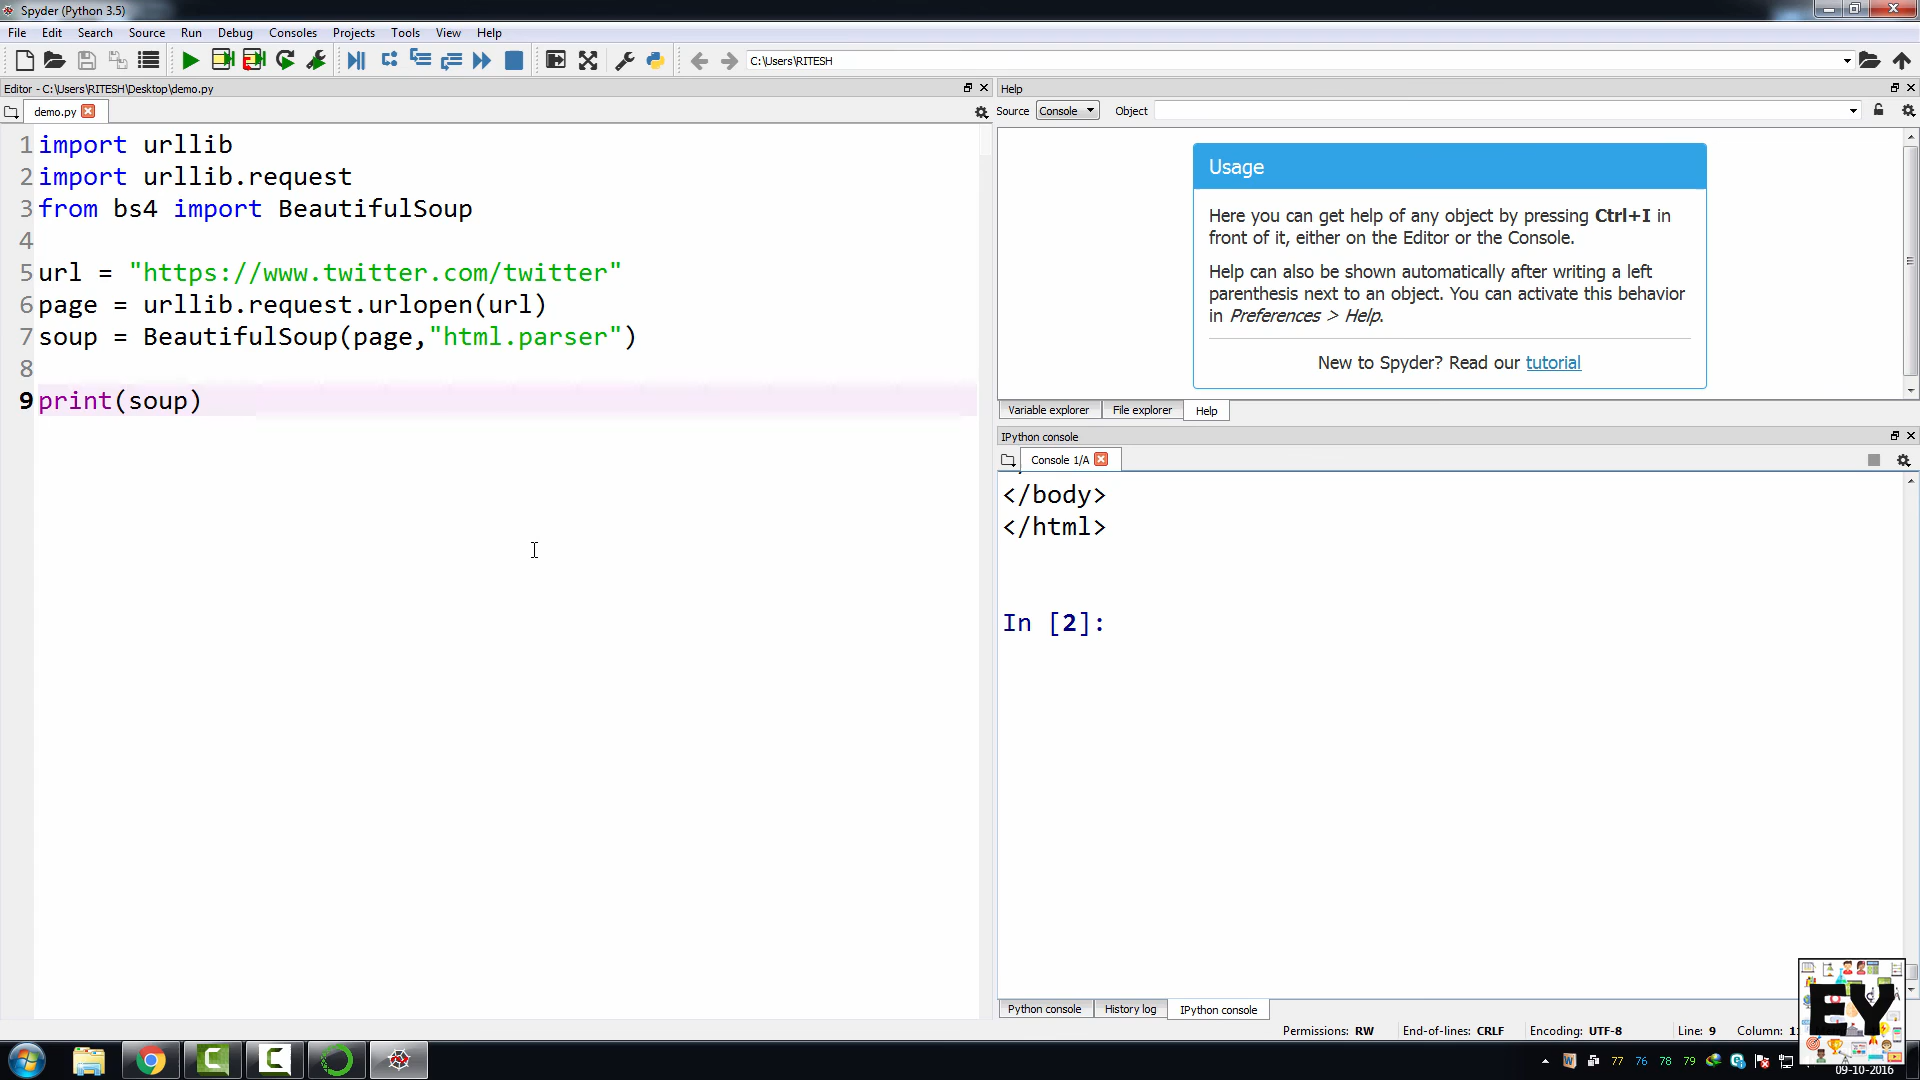 Spyder (Python 3.5)
File Edit Search Source Run Debug Consoles Projects Tools View Help
C:\Users\RITESH
Editor - C:\Users\RITESH\Desktop\demo.py
demo.py
1 import urllib
2 import urllib.request
3 from bs4 import BeautifulSoup
4
5 url = "https://www.twitter.com/twitter"
6 page = urllib.request.urlopen(url)
7 soup = BeautifulSoup(page,"html.parser")
8
9 print(soup)
Help
Source Console Object
Usage
Here you can get help of any object by pressing Ctrl+I in
front of it, either on the Editor or the Console.
Help can also be shown automatically after writing a left
parenthesis next to an object. You can activate this behavior
in Preferences > Help.
New to Spyder? Read our tutorial
Variable explorer File explorer Help
IPython console
Console 1/A
</body>
</html>
In [2]:
Python console History log IPython console
Permissions: RW End-of-lines: CRLF Encoding: UTF-8 Line: 9 Column:
EY
77 76 78 79
09-10-2016